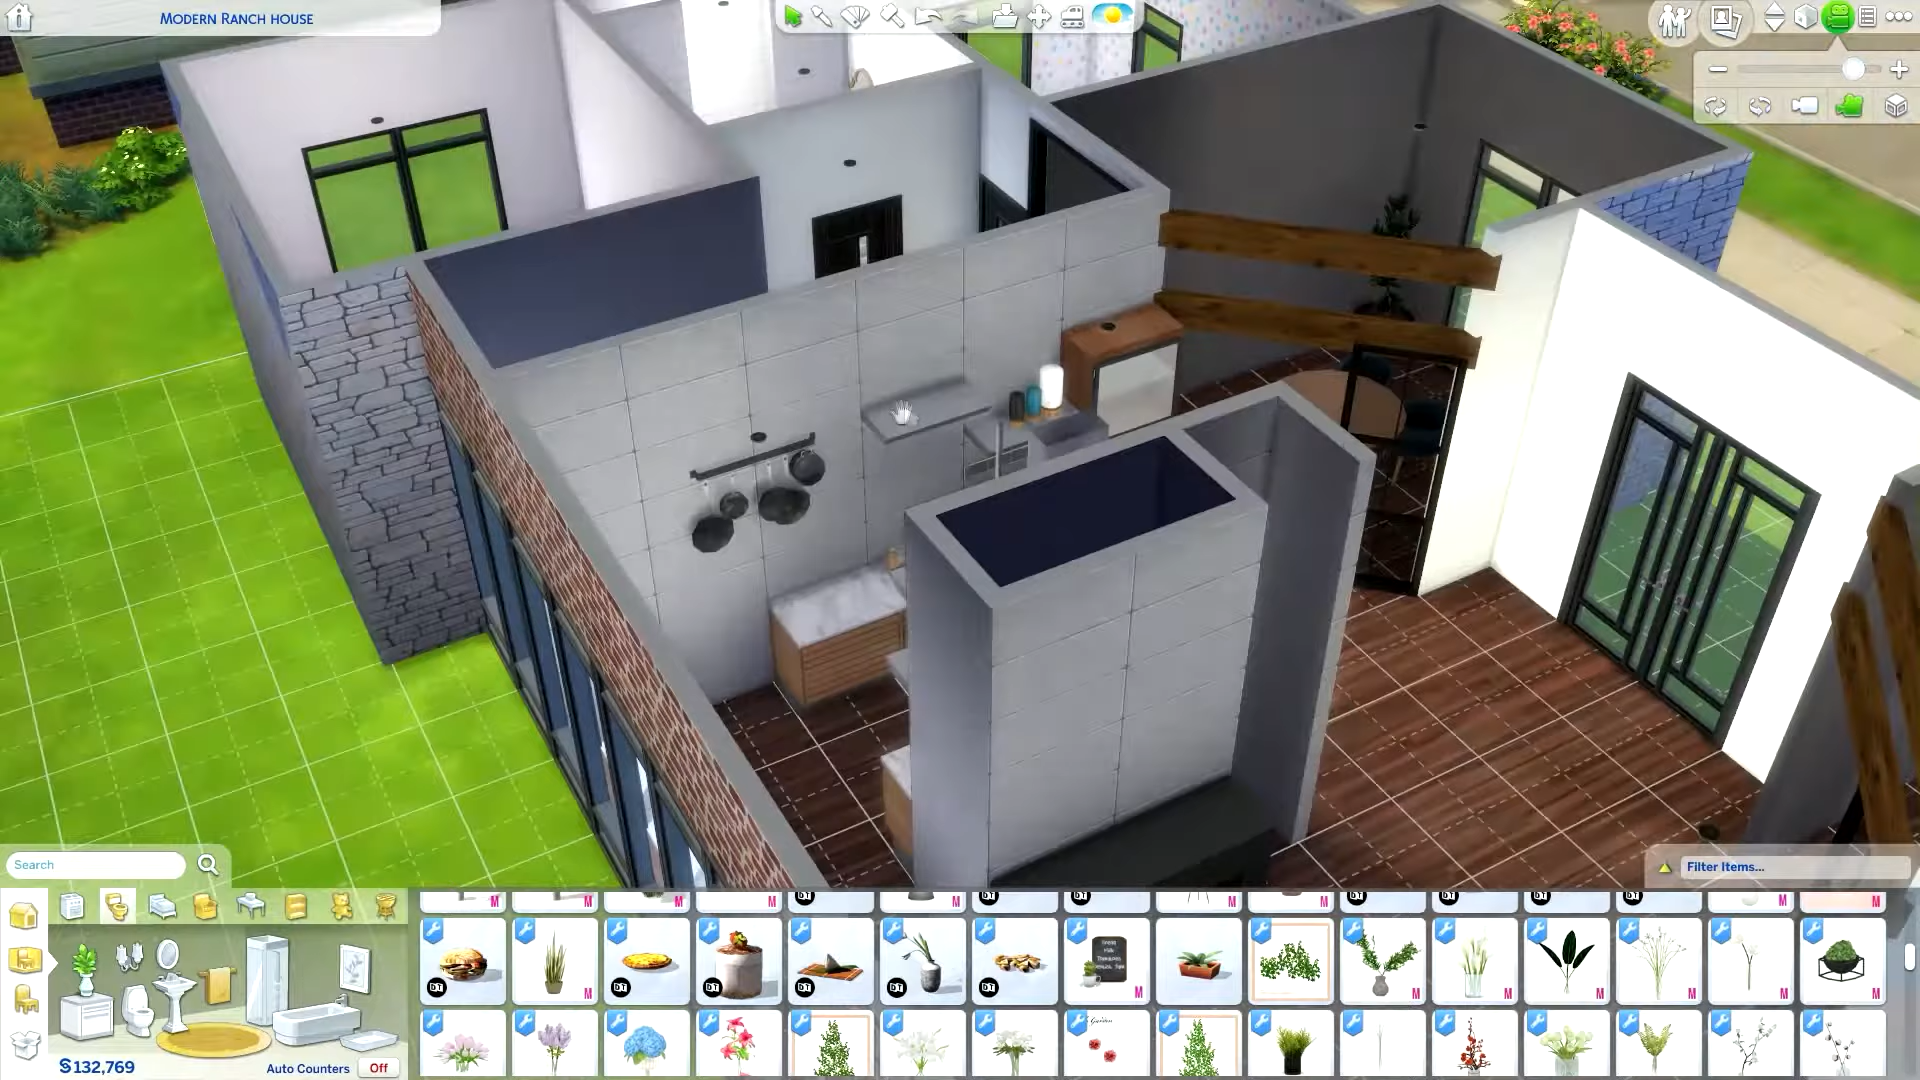 MODERN RANCH HOUSE
Search
Filter Items...
§132,769
Auto Counters
Off